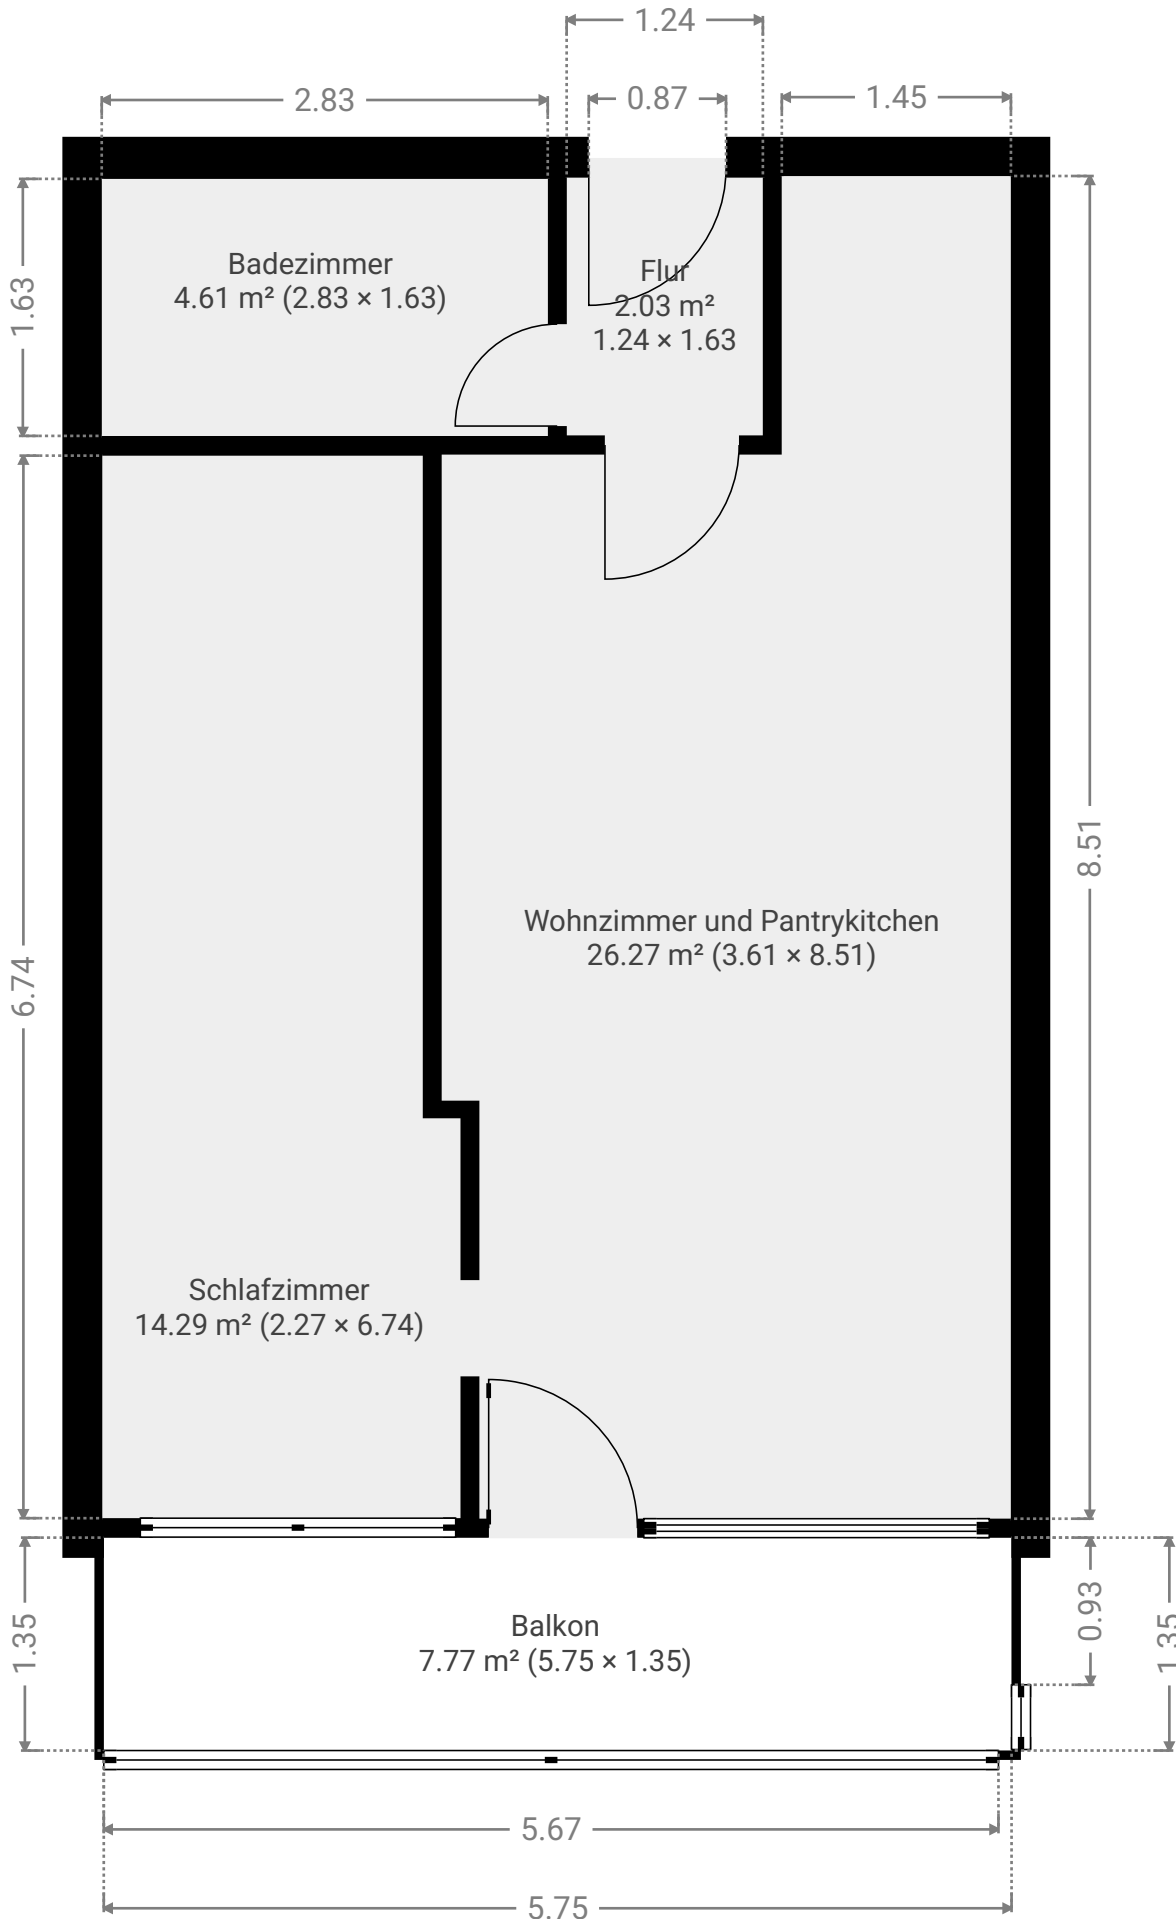 1.24
2.83
0.87
1.45
Badezimmer
4.61 m² (2.83 × 1.63)
1.63
Flur
2.03 m²
1.24 × 1.63
8.51
Wohnzimmer und Pantrykitchen
26.27 m² (3.61 × 8.51)
6.74
Schlafzimmer
14.29 m² (2.27 × 6.74)
Balkon
7.77 m² (5.75 × 1.35)
1.35
0.93
1.35
5.67
5.75